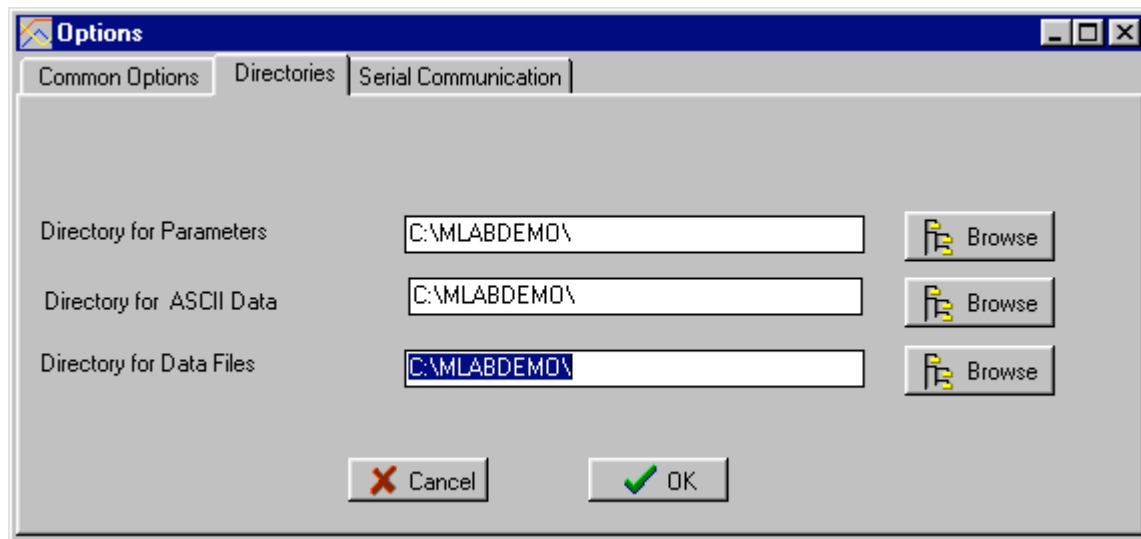 Options
Common Options Directories Serial Communication
Directory for Parameters C:\MLABDEMO\ Browse
Directory for ASCII Data C:\MLABDEMO\ Browse
Directory for Data Files C:\MLABDEMO\ Browse
Cancel OK